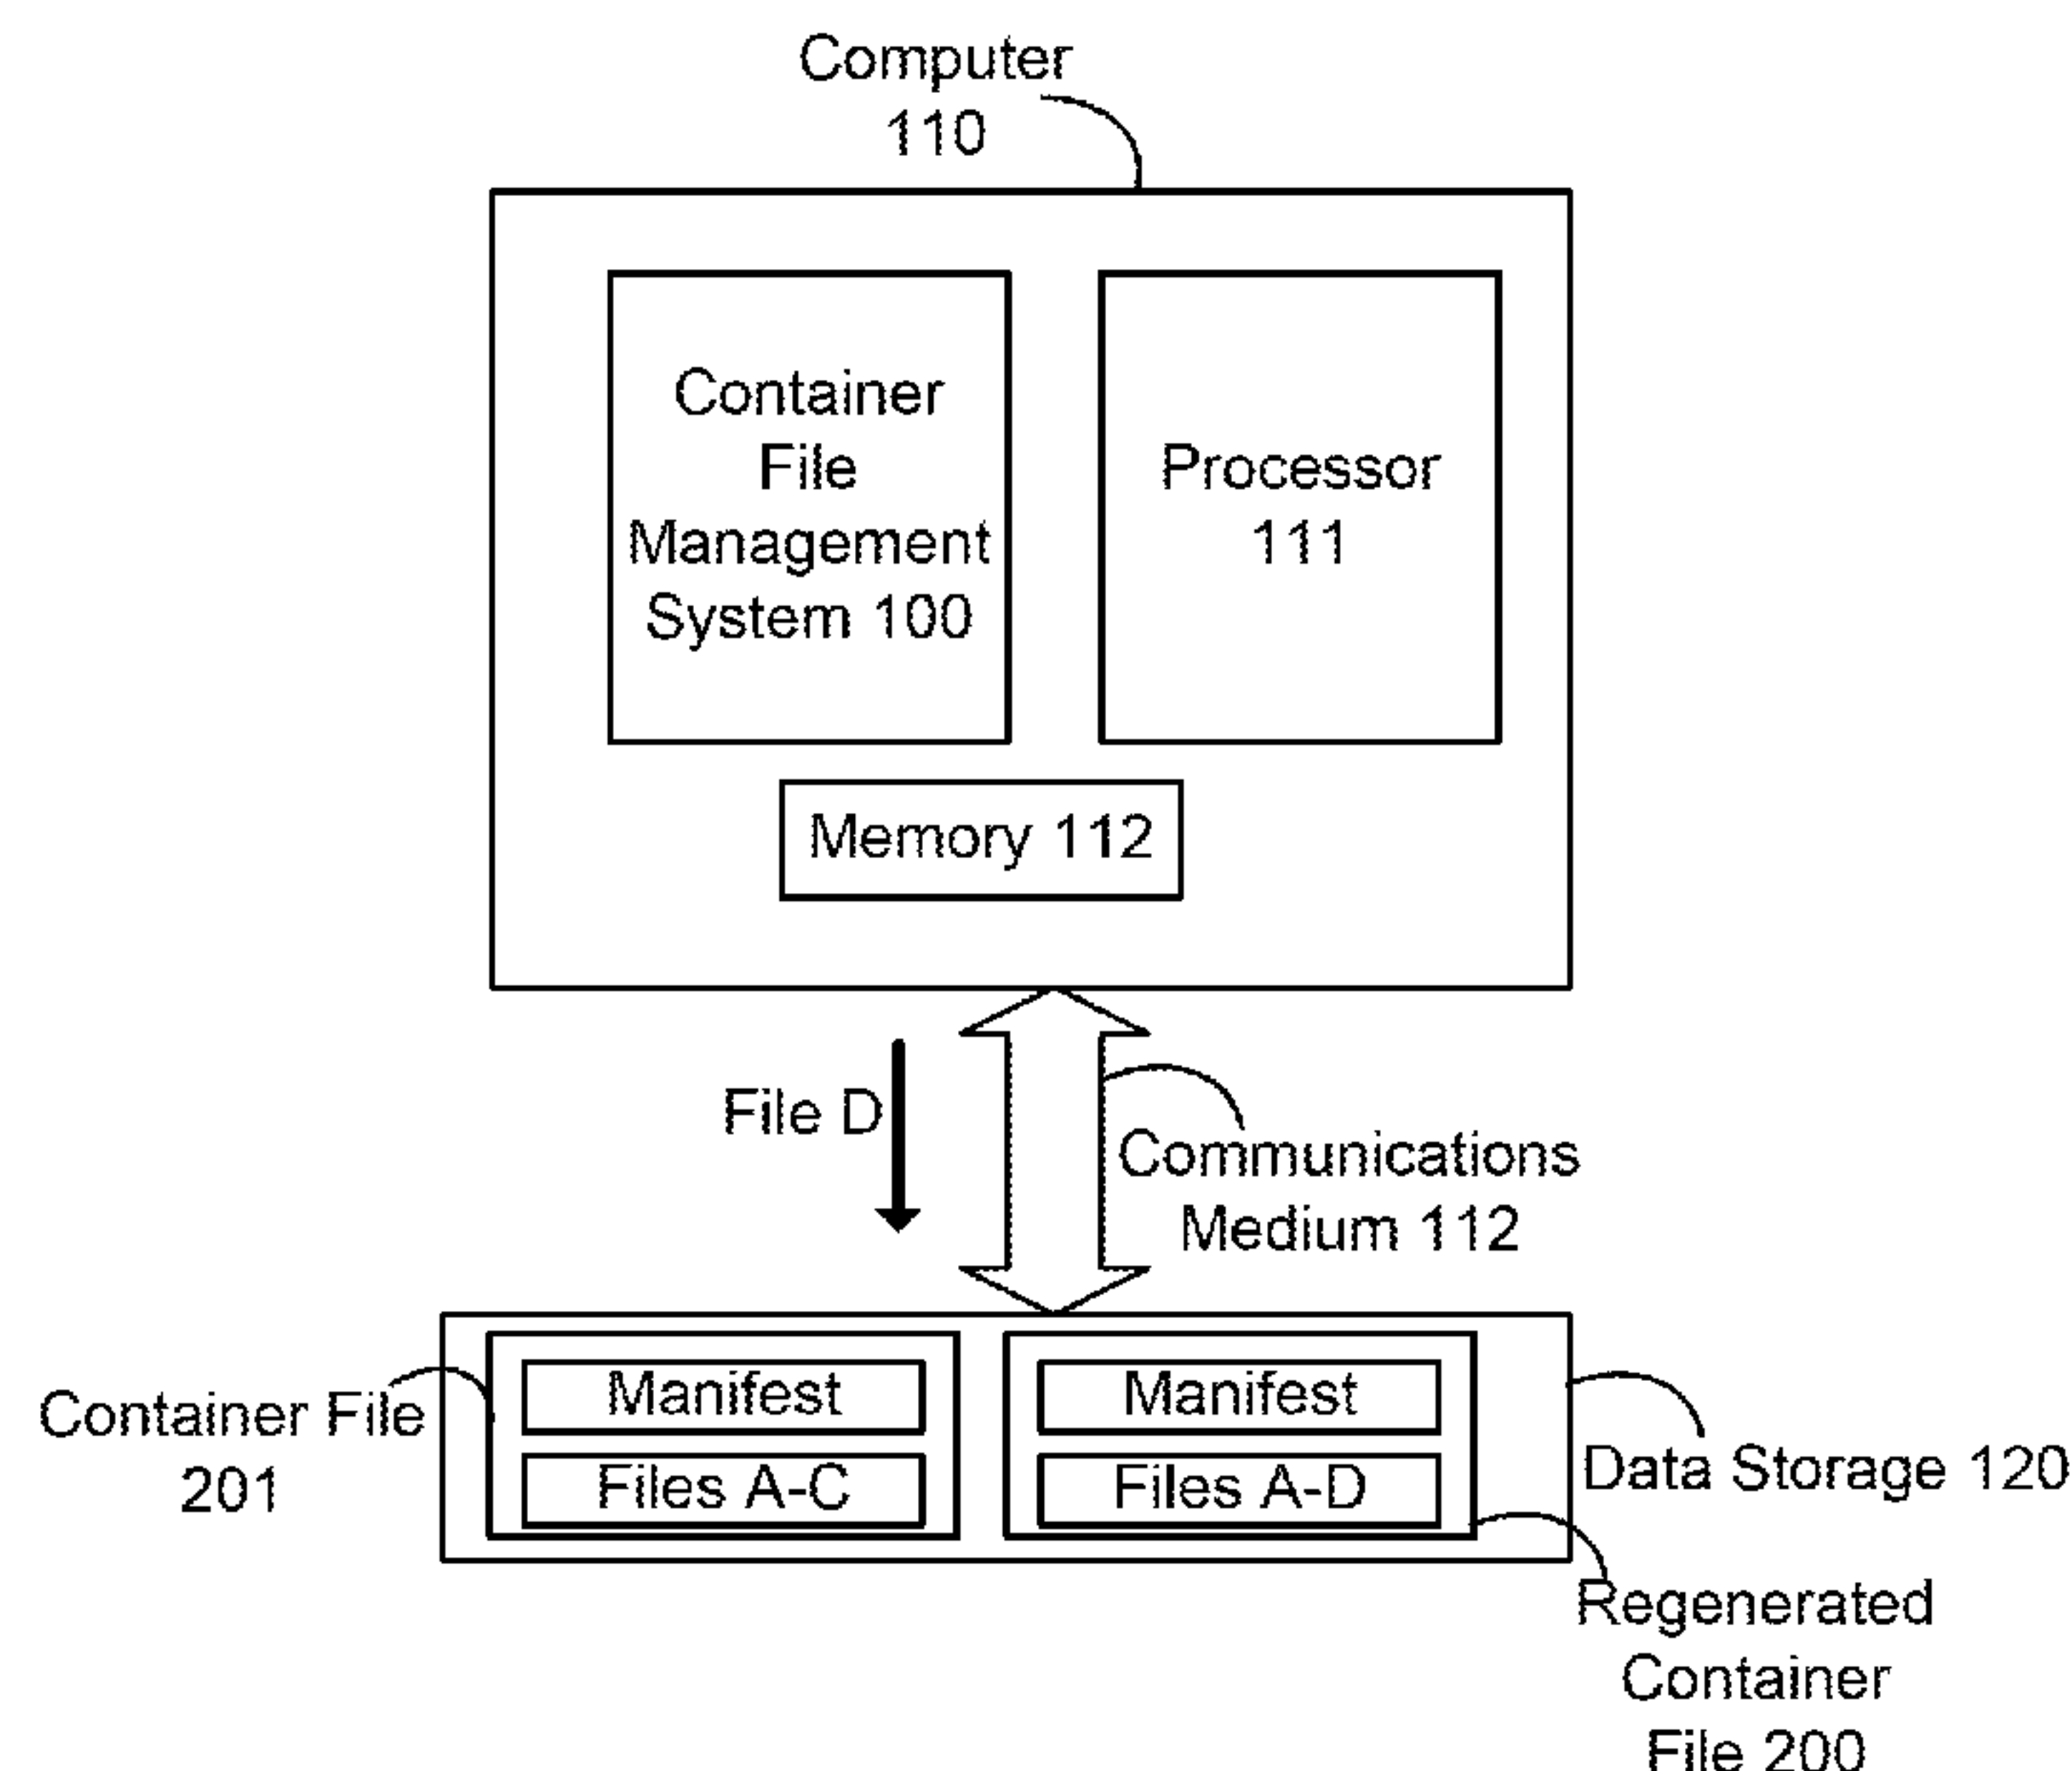 Computer
110
Container
File
Management
System 100
Processor
111
Memory 112
File D
Communications
Medium 112
Container File
201
Manifest
Files A-C
Manifest
Files A-D
Data Storage 120
Regenerated
Container
File 200